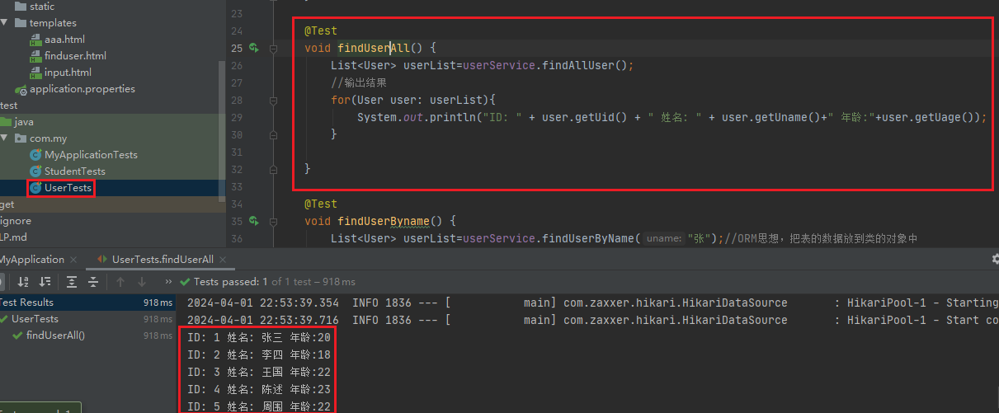 static
templates
aaa.html
finduser.html
input.html
application.properties
test
java
com.my
MyApplicationTests
StudentTests
UserTests
get
ignore
LP.md
23
24 @Test
25 void findUserAll() {
26 List<User> userList=userService.findAllUser();
27 //输出结果
28 for(User user: userList){
29 System.out.println("ID: " + user.getUid() + " 姓名: " + user.getUname()+" 年龄:"+user.getUage());
30 }
31
32 }
33
34 @Test
35 void findUserByname() {
36 List<User> userList=userService.findUserByName( uname: "张");//ORM思想，把表的数据放到类的对象中
MyApplication × UserTests.findUserAll ×
» Tests passed: 1 of 1 test – 918 ms
Test Results 918 ms
UserTests 918 ms
findUserAll() 918 ms
2024-04-01 22:53:39.354 INFO 1836 --- [ main] com.zaxxer.hikari.HikariDataSource : HikariPool-1 - Starting
2024-04-01 22:53:39.716 INFO 1836 --- [ main] com.zaxxer.hikari.HikariDataSource : HikariPool-1 - Start co
ID: 1 姓名: 张三 年龄:20
ID: 2 姓名: 李四 年龄:18
ID: 3 姓名: 王国 年龄:22
ID: 4 姓名: 陈述 年龄:23
ID: 5 姓名: 周围 年龄:22